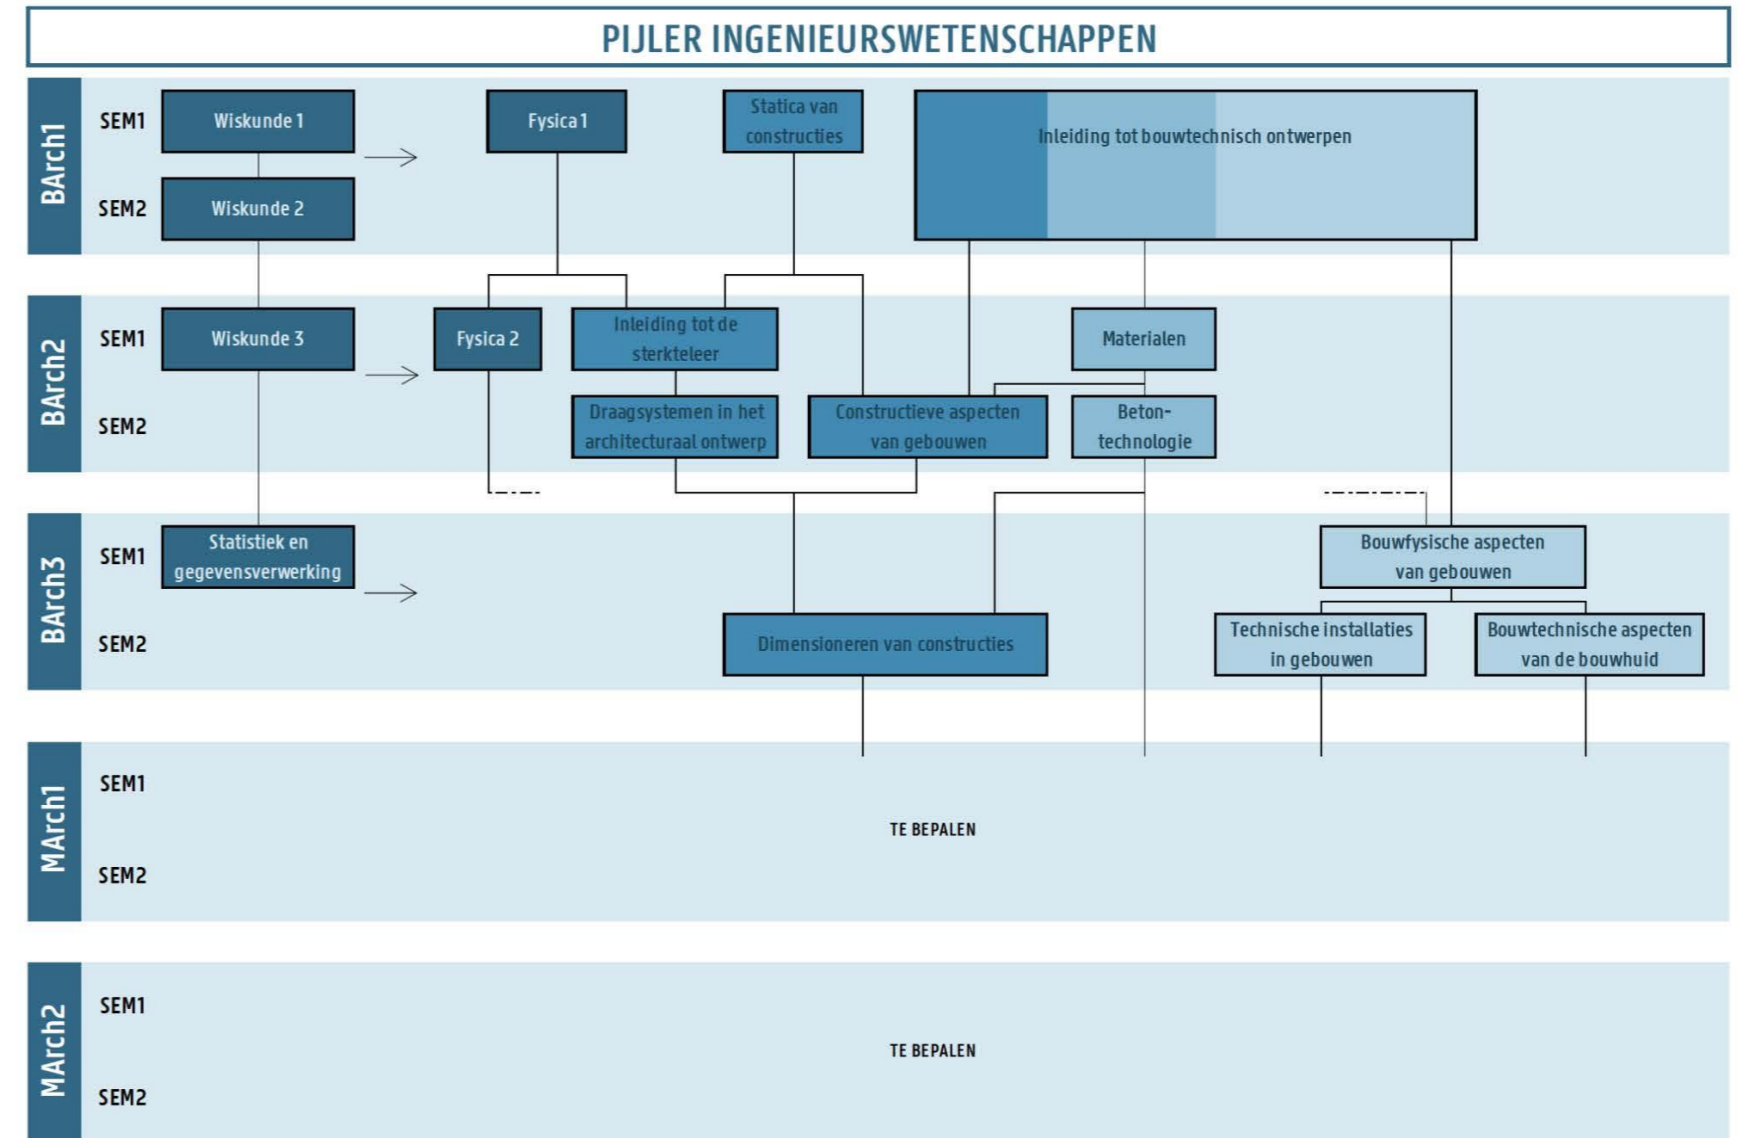 PIJLER INGENIEURSWETENSCHAPPEN
BArch1
SEM1
Wiskunde 1
Fysica 1
Statica van
constructies
Inleiding tot bouwtechnisch ontwerpen
SEM2
Wiskunde 2
BArch2
SEM1
Wiskunde 3
Fysica 2
Inleiding tot de
sterkteleer
Materialen
SEM2
Draagsystemen in het
architecturaal ontwerp
Constructieve aspecten
van gebouwen
Beton-
technologie
BArch3
SEM1
Statistiek en
gegevensverwerking
Bouwfysische aspecten
van gebouwen
SEM2
Dimensioneren van constructies
Technische installaties
in gebouwen
Bouwtechnische aspecten
van de bouwhuid
MArch1
SEM1
TE BEPALEN
SEM2
MArch2
SEM1
TE BEPALEN
SEM2